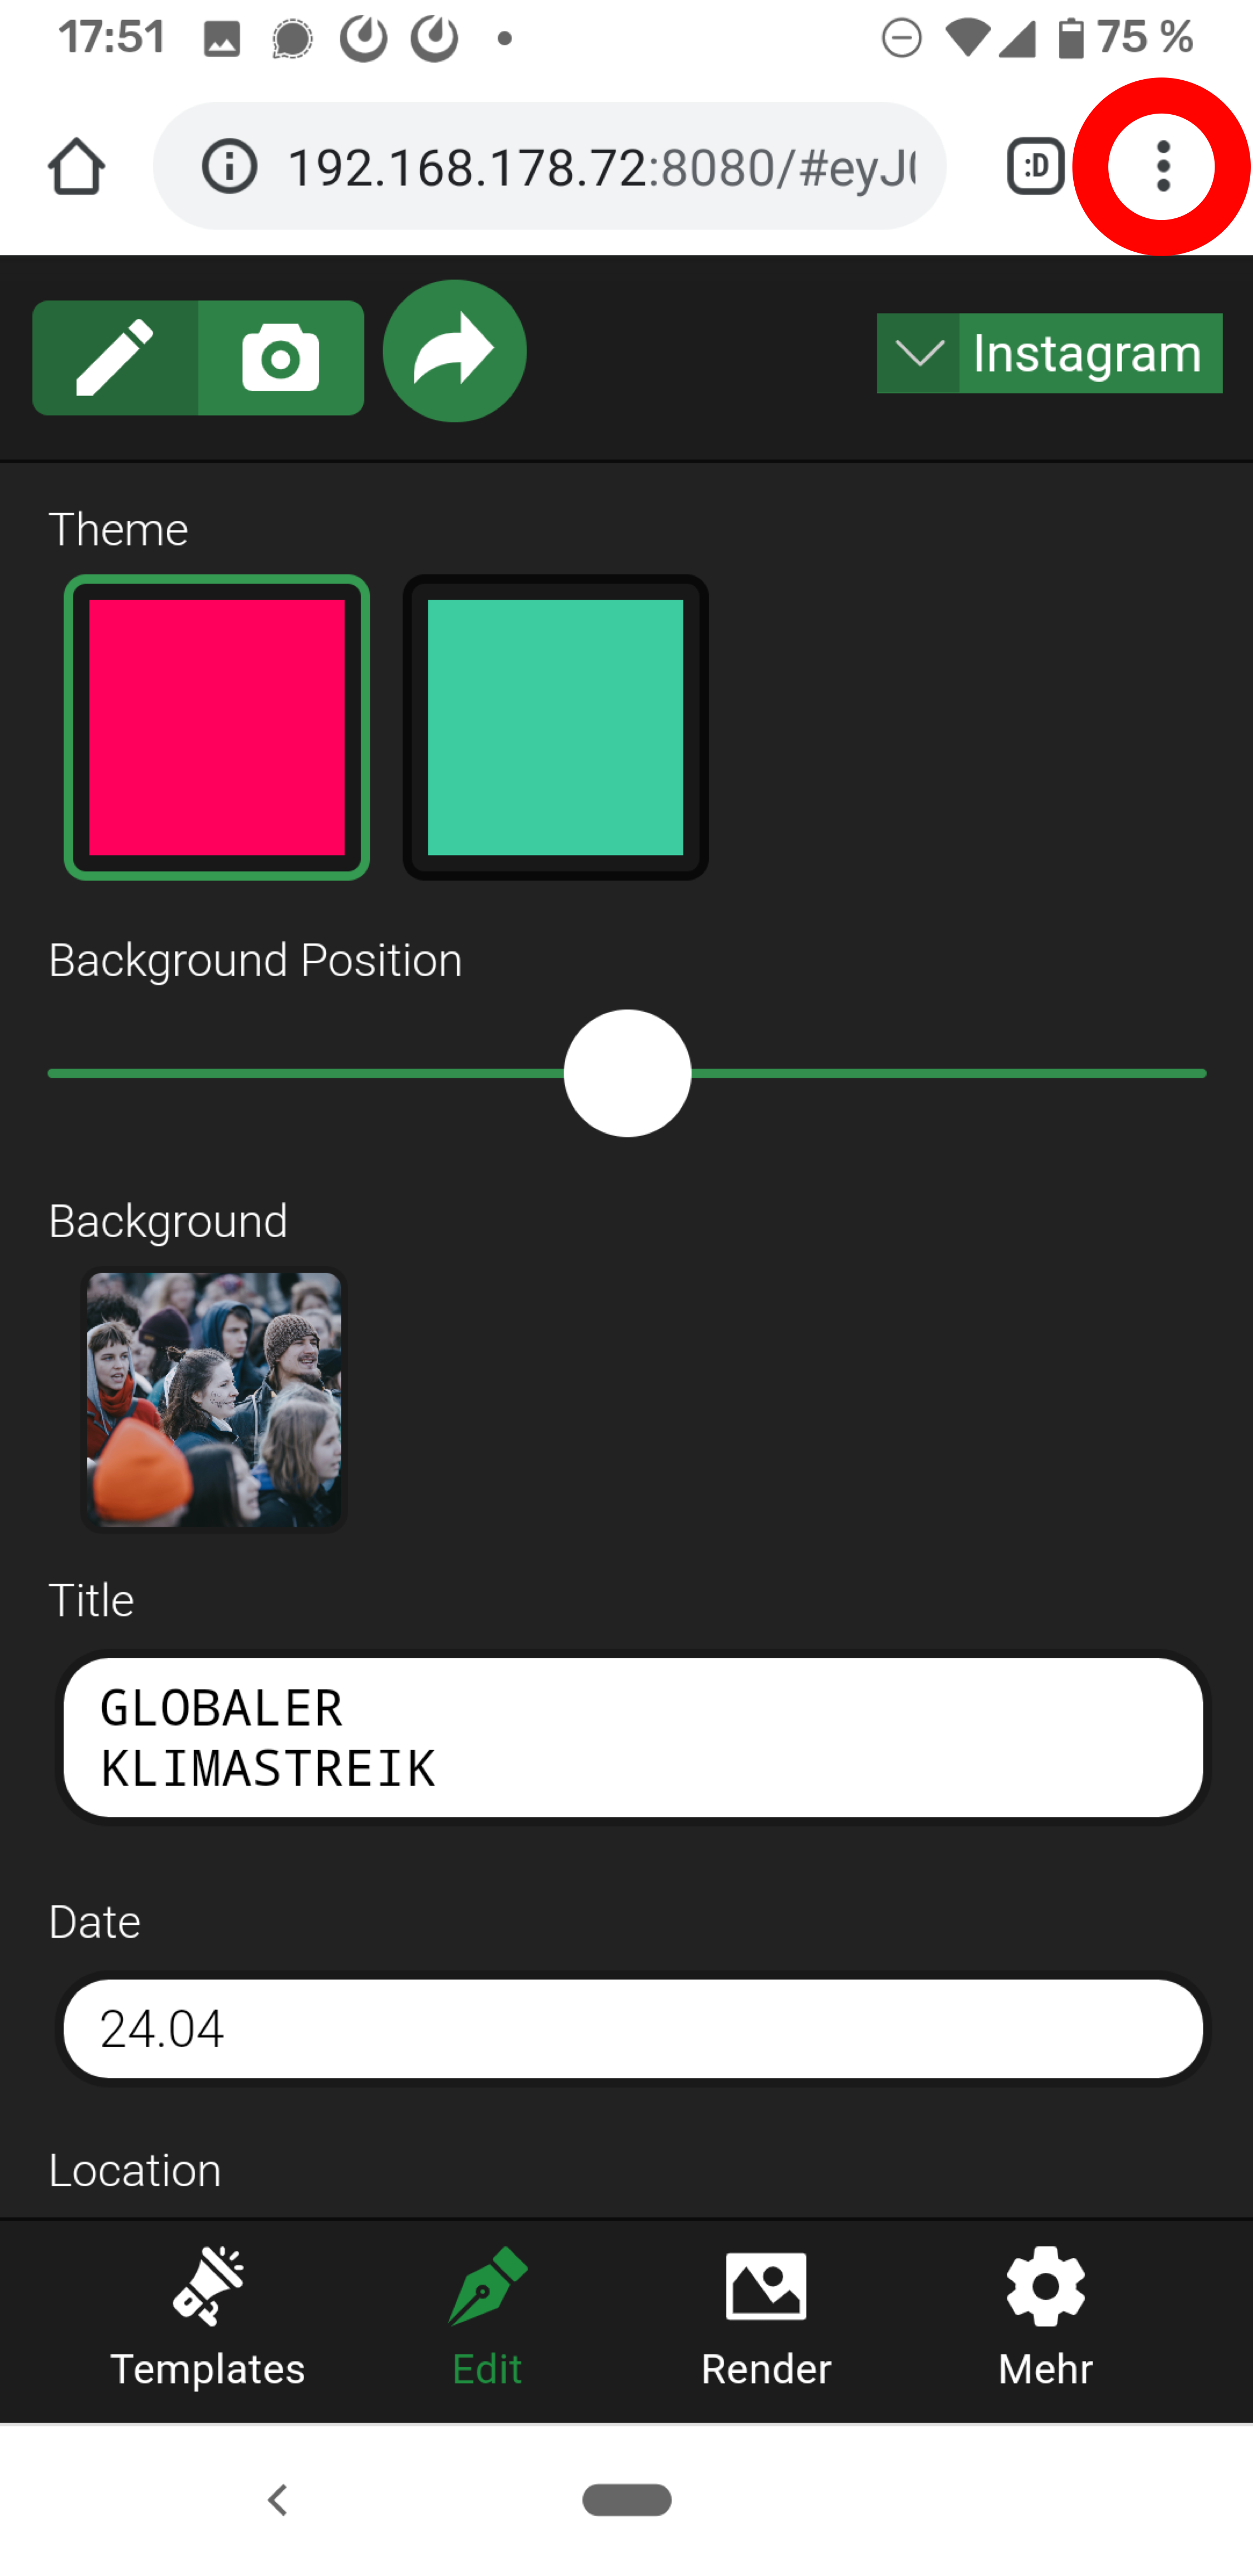 17:51
75 %
192.168.178.72:8080/#eyJ
:D
Instagram
Theme
Background Position
Background
Title
GLOBALER
KLIMASTREIK
Date
24.04
Location
Templates
Edit
Render
Mehr